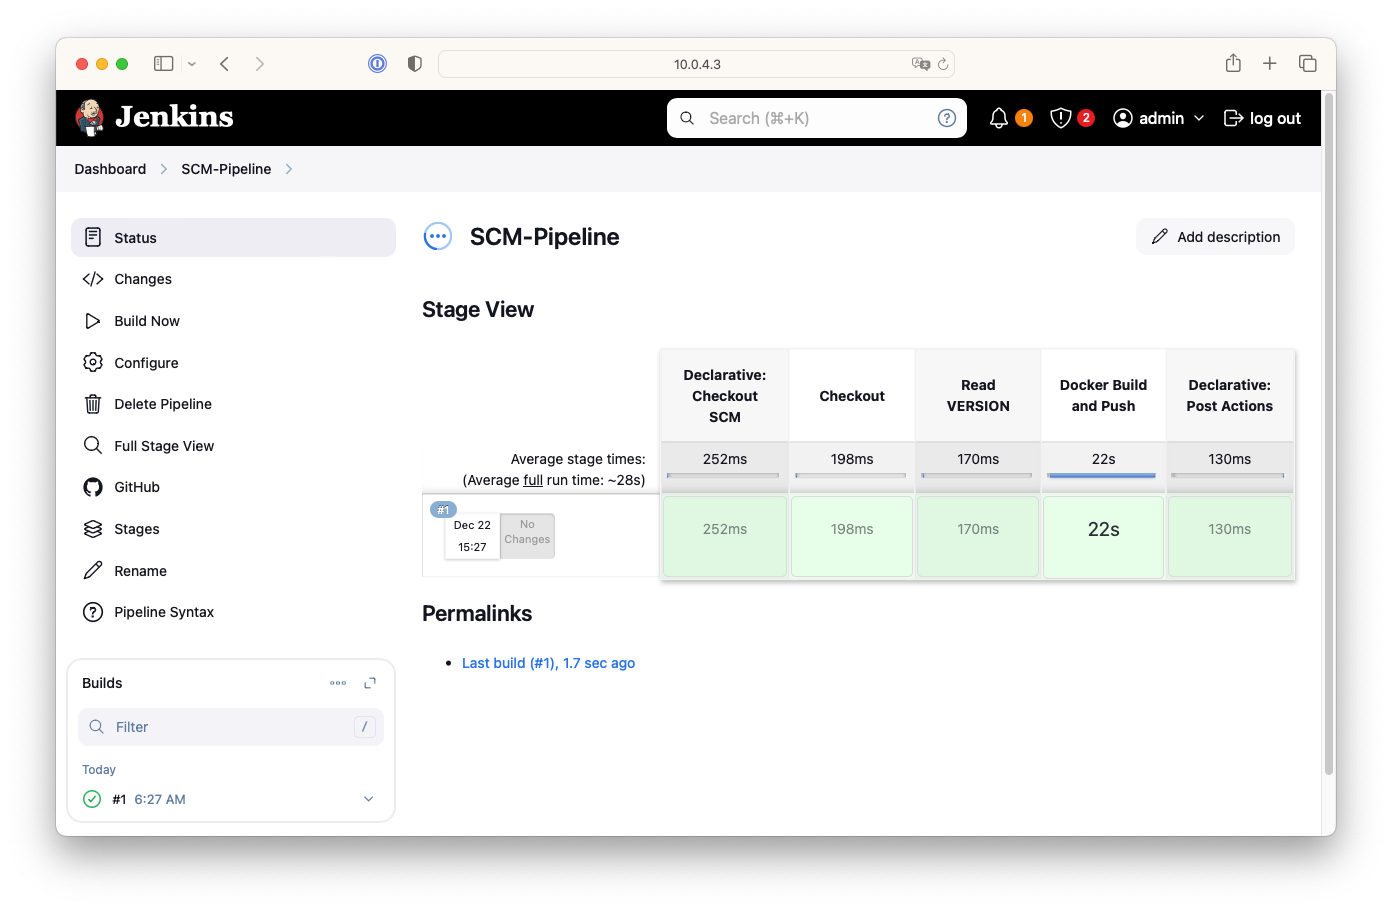 10.0.4.3
Jenkins
Search (⌘+K)
?
1
2
admin
log out
Dashboard
SCM-Pipeline
Status
Changes
Build Now
Configure
Delete Pipeline
Full Stage View
GitHub
Stages
Rename
Pipeline Syntax
Builds
Filter
/
Today
#1 6:27 AM
SCM-Pipeline
Add description
Stage View
Declarative:
Checkout
SCM
Checkout
Read
VERSION
Docker Build
and Push
Declarative:
Post Actions
Average stage times:
(Average full run time: ~28s)
252ms
198ms
170ms
22s
130ms
#1
Dec 22
15:27
No
Changes
252ms
198ms
170ms
22s
130ms
Permalinks
Last build (#1), 1.7 sec ago